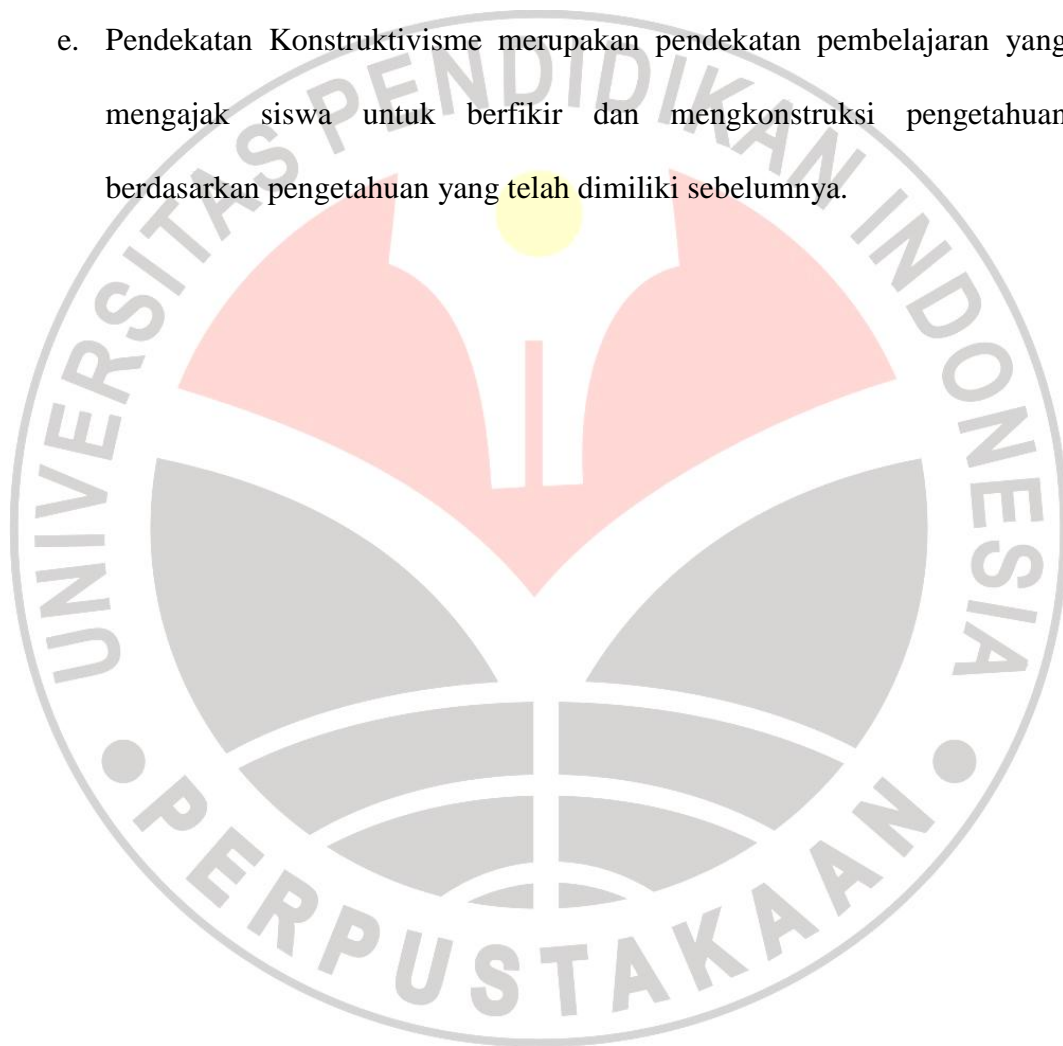 e. Pendekatan Konstruktivisme merupakan pendekatan pembelajaran yang
mengajak siswa untuk berfikir dan mengkonstruksi pengetahuan
berdasarkan pengetahuan yang telah dimiliki sebelumnya.
UNIVERSITAS PENDIDIKAN INDONESIA
PERPUSTAKAAN